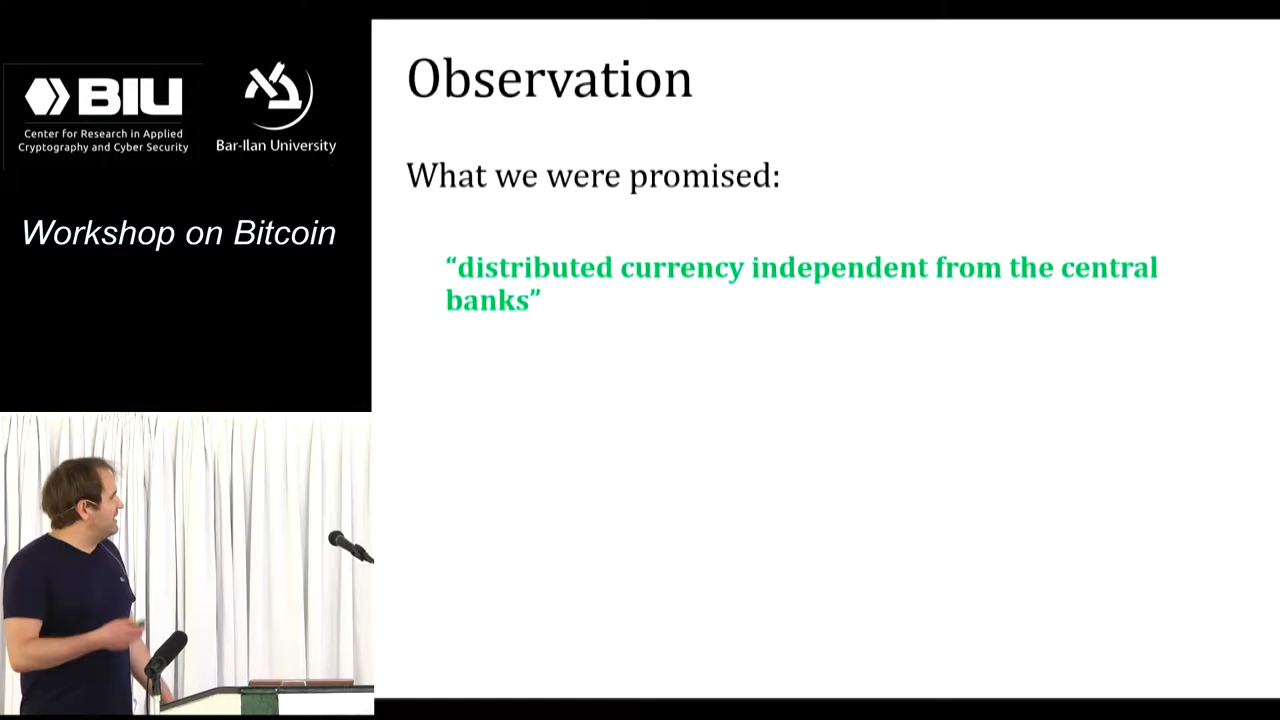 BIU
Center for Research in Applied
Cryptography and Cyber Security
Bar-Ilan University
Workshop on Bitcoin
Observation
What we were promised:
“distributed currency independent from the central
banks”